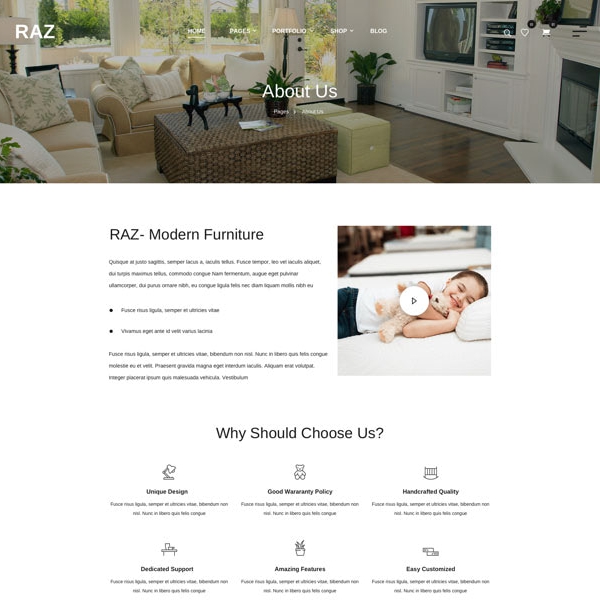 RAZ
HOME PAGES PORTFOLIO SHOP BLOG
About Us
Pages About Us
RAZ- Modern Furniture
Quisque at justo sagittis, semper lacus a, iaculis tellus. Fusce tempor, leo vel iaculis aliquet,
dui turpis maximus tellus, commodo congue Nam fermentum, augue eget pulvinar
ullamcorper, dui purus ornare nibh, eu congue ligula felis nec diam liquam mollis nibh eu
Fusce risus ligula, semper et ultricies vitae
Vivamus eget ante id velit varius lacinia
Fusce risus ligula, semper et ultricies vitae, bibendum non nisl. Nunc in libero quis felis congue
molestie eu et velit. Praesent gravida magna eget interdum iaculis. Aliquam erat volutpat.
Integer placerat ipsum quis malesuada vehicula. Vestibulum
Why Should Choose Us?
Unique Design
Fusce risus ligula, semper et ultricies vitae, bibendum non
nisl. Nunc in libero quis felis congue
Good Wararanty Policy
Fusce risus ligula, semper et ultricies vitae, bibendum non
nisl. Nunc in libero quis felis congue
Handcrafted Quality
Fusce risus ligula, semper et ultricies vitae, bibendum non
nisl. Nunc in libero quis felis congue
Dedicated Support
Fusce risus ligula, semper et ultricies vitae, bibendum non
nisl. Nunc in libero quis felis congue
Amazing Features
Fusce risus ligula, semper et ultricies vitae, bibendum non
nisl. Nunc in libero quis felis congue
Easy Customized
Fusce risus ligula, semper et ultricies vitae, bibendum non
nisl. Nunc in libero quis felis congue